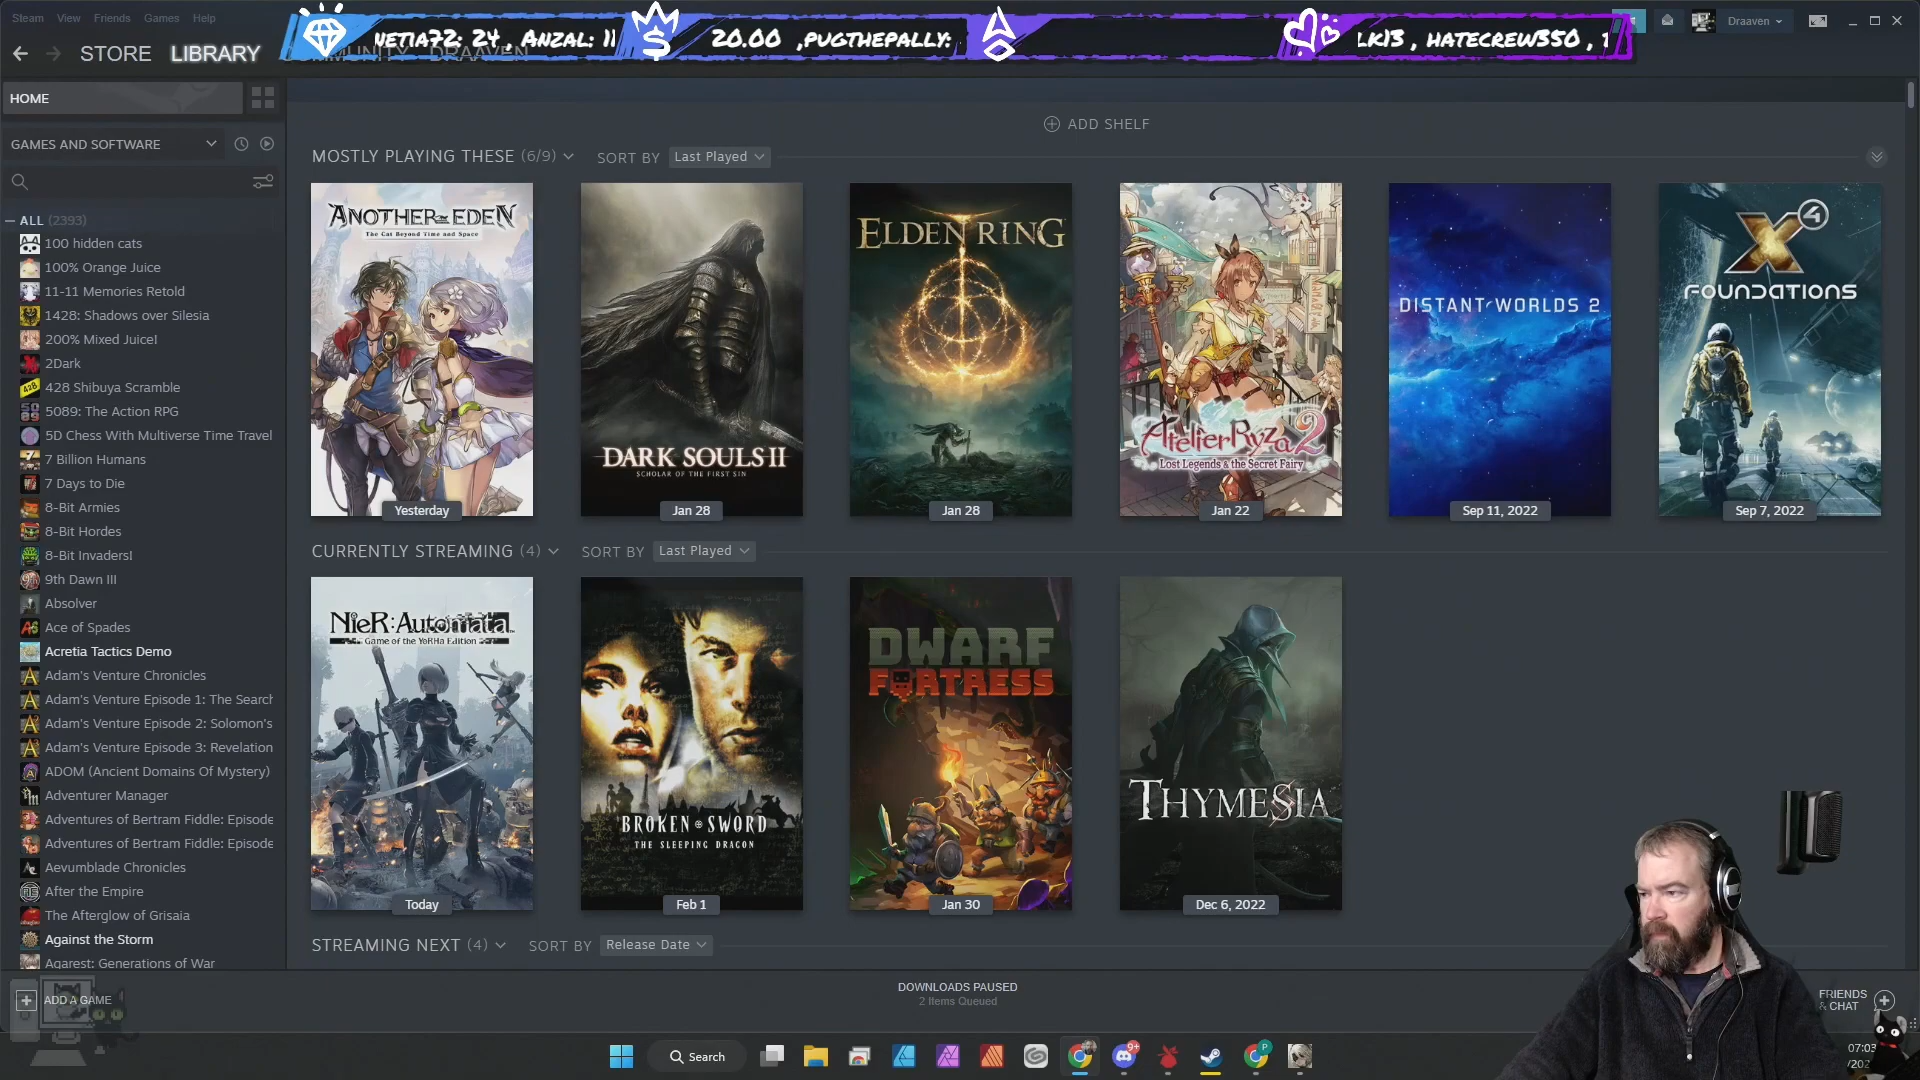 Steam View Friends Games Help
NETIA72: 24 , ANZAL: 11
20.00 ,PUGTHEPALLY:
LK13 , HATECREW350 ,
Draaven
STORE LIBRARY
HOME
GAMES AND SOFTWARE
ALL (2393)
100 hidden cats
100% Orange Juice
11-11 Memories Retold
1428: Shadows over Silesia
200% Mixed Juice!
2Dark
428 Shibuya Scramble
5089: The Action RPG
5D Chess With Multiverse Time Travel
7 Billion Humans
7 Days to Die
8-Bit Armies
8-Bit Hordes
8-Bit Invaders!
9th Dawn III
Absolver
Ace of Spades
Acretia Tactics Demo
Adam's Venture Chronicles
Adam's Venture Episode 1: The Search
Adam's Venture Episode 2: Solomon's
Adam's Venture Episode 3: Revelation
ADOM (Ancient Domains Of Mystery)
Adventurer Manager
Adventures of Bertram Fiddle: Episode
Adventures of Bertram Fiddle: Episode
Aevumblade Chronicles
After the Empire
The Afterglow of Grisaia
Against the Storm
Agarest: Generations of War
ADD A GAME
ADD SHELF
MOSTLY PLAYING THESE (6/9) SORT BY Last Played
ANOTHER EDEN
The Cat Beyond Time and Space
Yesterday
DARK SOULS II
SCHOLAR OF THE FIRST SIN
Jan 28
ELDEN RING
Jan 28
Atelier Ryza 2
Lost Legends & the Secret Fairy
Jan 22
DISTANT WORLDS 2
Sep 11, 2022
X4
FOUNDATIONS
Sep 7, 2022
CURRENTLY STREAMING (4) SORT BY Last Played
NieR:Automata
Game of the YoRHa Edition
Today
BROKEN SWORD
THE SLEEPING DRAGON
Feb 1
DWARF
FORTRESS
Jan 30
THYMESIA
Dec 6, 2022
STREAMING NEXT (4) SORT BY Release Date
DOWNLOADS PAUSED
2 Items Queued
FRIENDS
& CHAT
Search
9+
P
07:03
/202